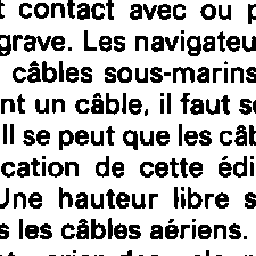 contact avec ou
grave. Les navigateu
câbles sous-marins
nt un câble, il faut s
Il se peut que les câb
cation de cette édi
Une hauteur libre s
s les câbles aériens.